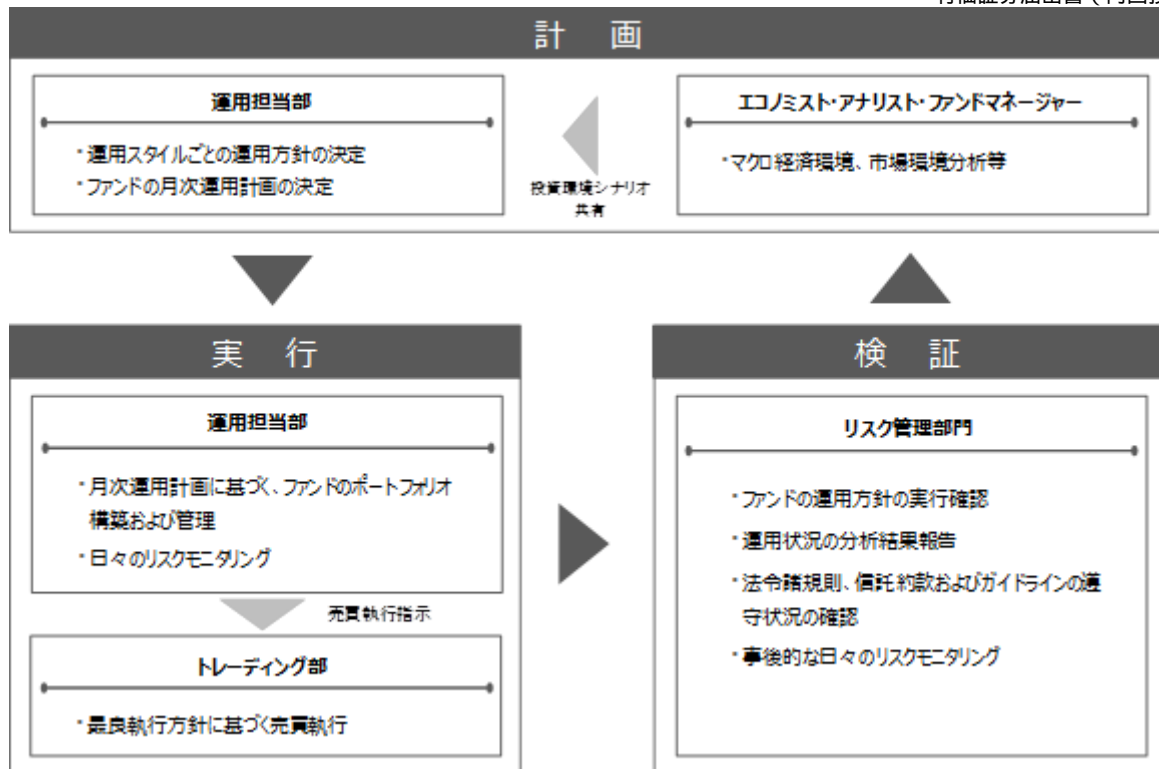 計 画
運用担当部
・運用スタイルごとの運用方針の決定
・ファンドの月次運用計画の決定
投資環境シナリオ
共有
エコノミスト・アナリスト・ファンドマネージャー
・マクロ経済環境、市場環境分析等
実 行
運用担当部
・月次運用計画に基づく、ファンドのポートフォリオ
構築および管理
・日々のリスクモニタリング
売買執行指示
トレーディング部
・最良執行方針に基づく売買執行
検 証
リスク管理部門
・ファンドの運用方針の実行確認
・運用状況の分析結果報告
・法令諸規則、信託約款およびガイドラインの遵
守状況の確認
・事後的な日々のリスクモニタリング